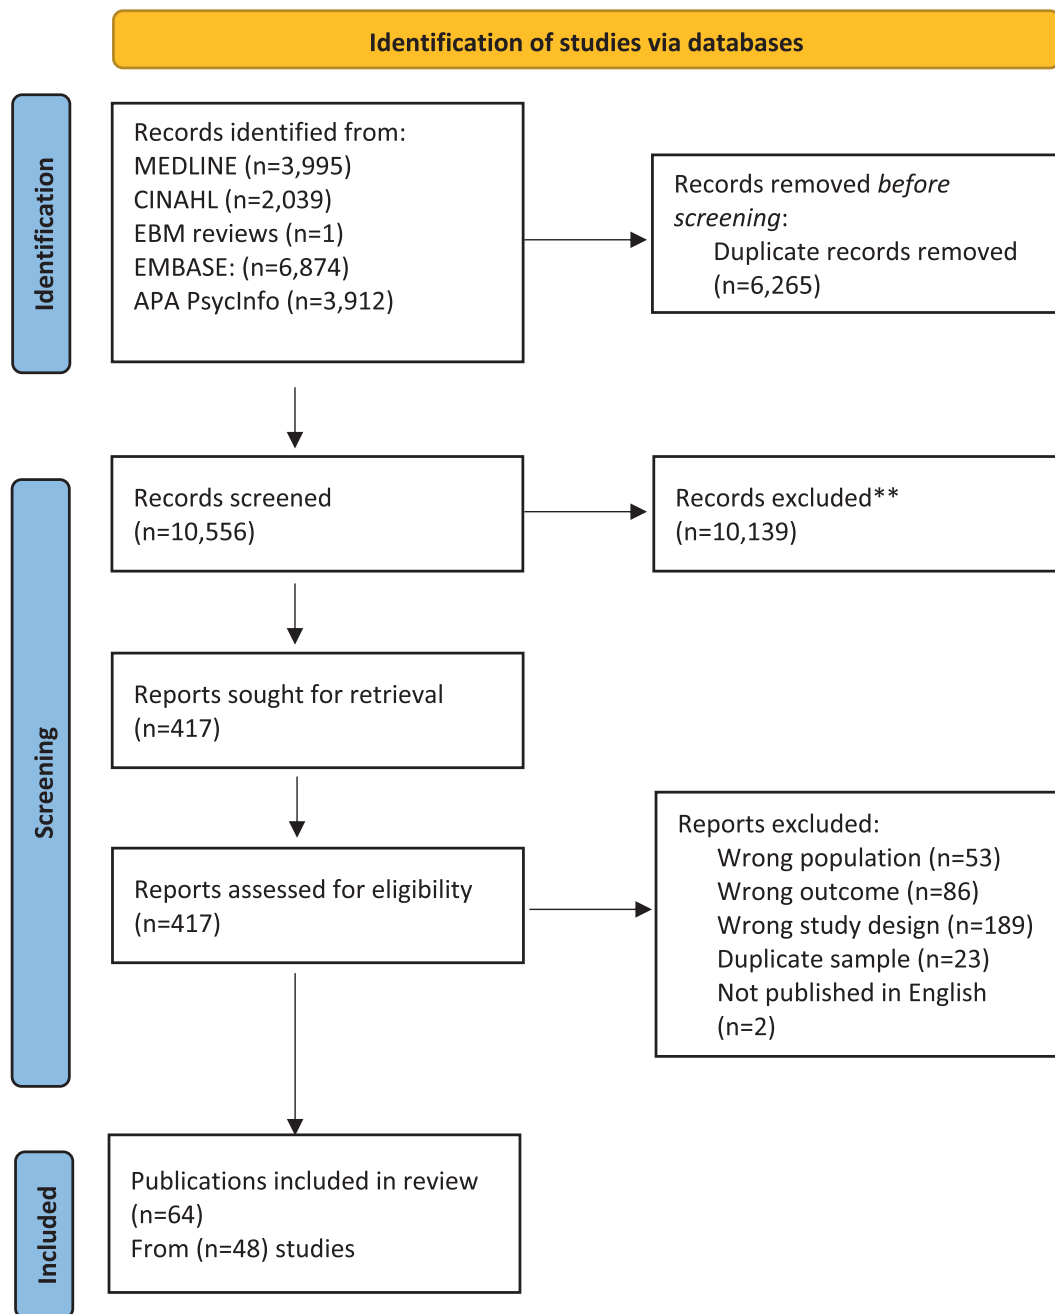 Identification of studies via databases
Identification
Records identified from:
MEDLINE (n=3,995)
CINAHL (n=2,039)
EBM reviews (n=1)
EMBASE: (n=6,874)
APA PsycInfo (n=3,912)
Records removed before
screening:
Duplicate records removed
(n=6,265)
Screening
Records screened
(n=10,556)
Records excluded**
(n=10,139)
Reports sought for retrieval
(n=417)
Reports assessed for eligibility
(n=417)
Reports excluded:
Wrong population (n=53)
Wrong outcome (n=86)
Wrong study design (n=189)
Duplicate sample (n=23)
Not published in English
(n=2)
Included
Publications included in review
(n=64)
From (n=48) studies